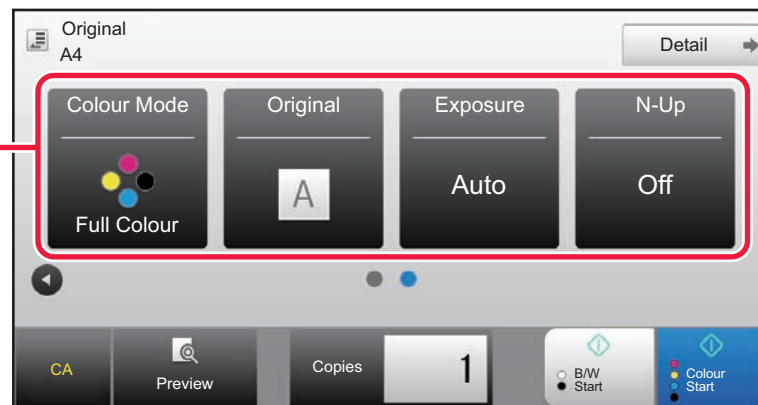 Original
A4
Detail
Colour Mode
Original
Exposure
N-Up
A
Auto
Off
Full Colour
CA
Preview
Copies
1
B/W
Start
Colour
Start